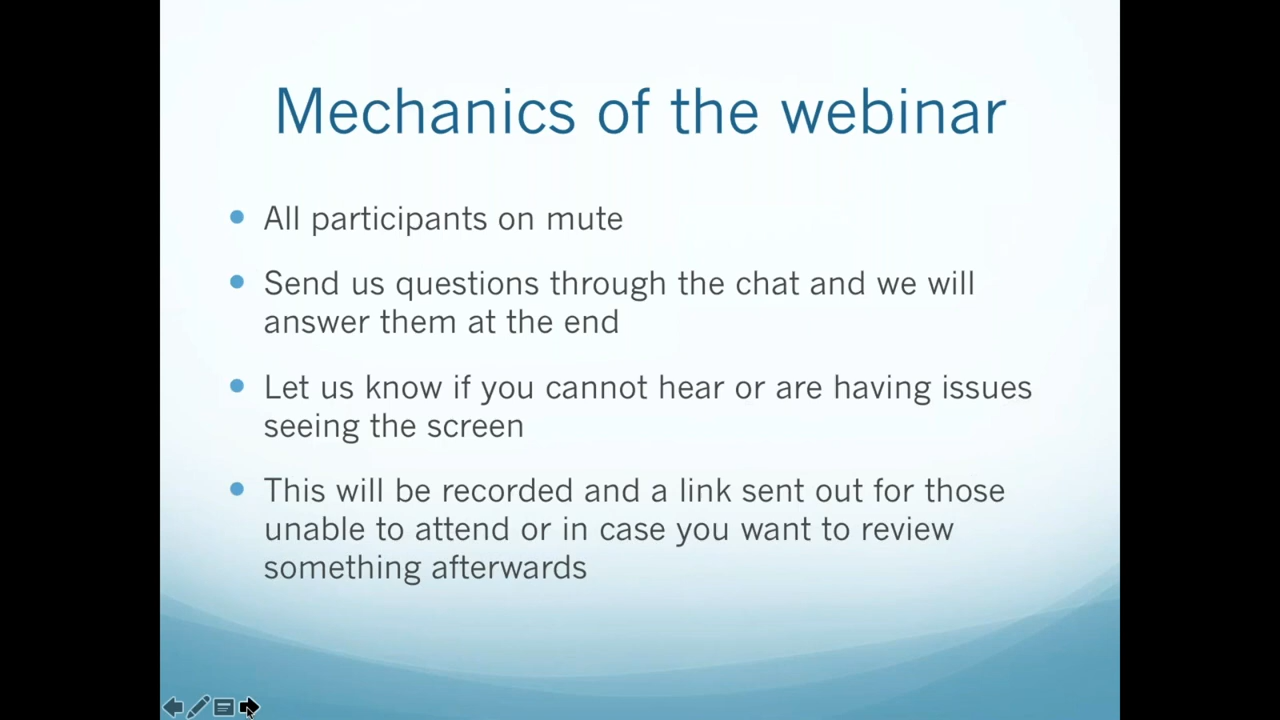 Mechanics of the webinar
All participants on mute
Send us questions through the chat and we will
answer them at the end
Let us know if you cannot hear or are having issues
seeing the screen
This will be recorded and a link sent out for those
unable to attend or in case you want to review
something afterwards